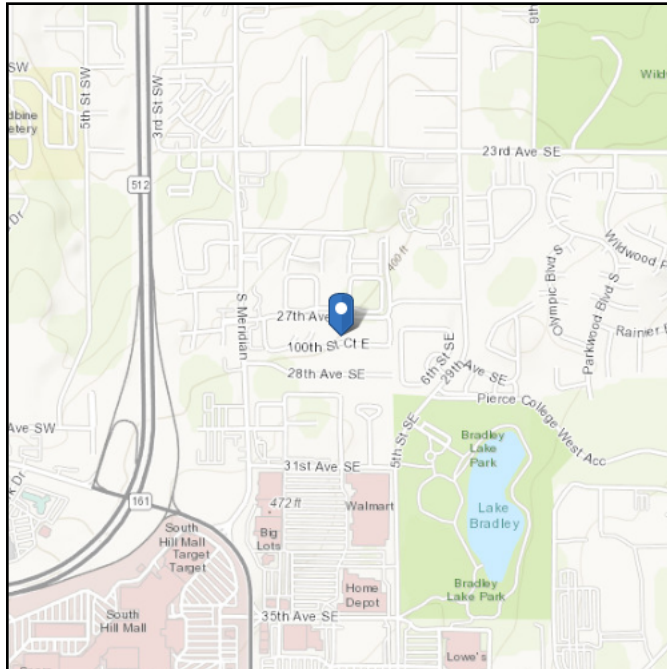 SW
dbine
etery
5th St SW
3rd St SW
9th
Wild
23rd Ave SE
512
Dr
400 ft
Wildwood P
Olympic Blvd S
Parkwood Blvd S
Rainier
S Meridian
27th Ave
100th St Ct E
28th Ave SE
6th St SE
29th Ave SE
Pierce College West Acc
Ave SW
5th St SE
Bradley
Lake
Park
31st Ave SE
k Dr
161
472 ft
Walmart
Lake
Bradley
South
Hill Mall
Target
Target
Big
Lots
Home
Depot
Bradley
Lake Park
South
Hill Mall
35th Ave SE
Lowe's